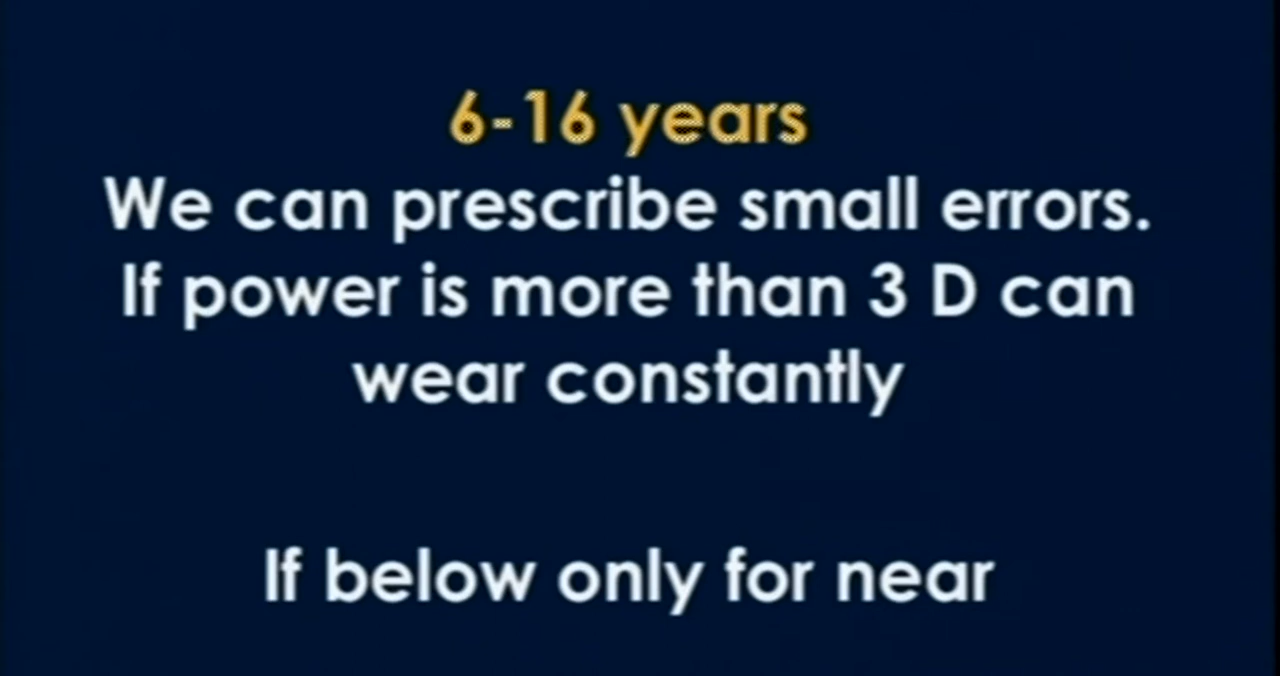 6-16 years
We can prescribe small errors.
If power is more than 3 D can
wear constantly
If below only for near